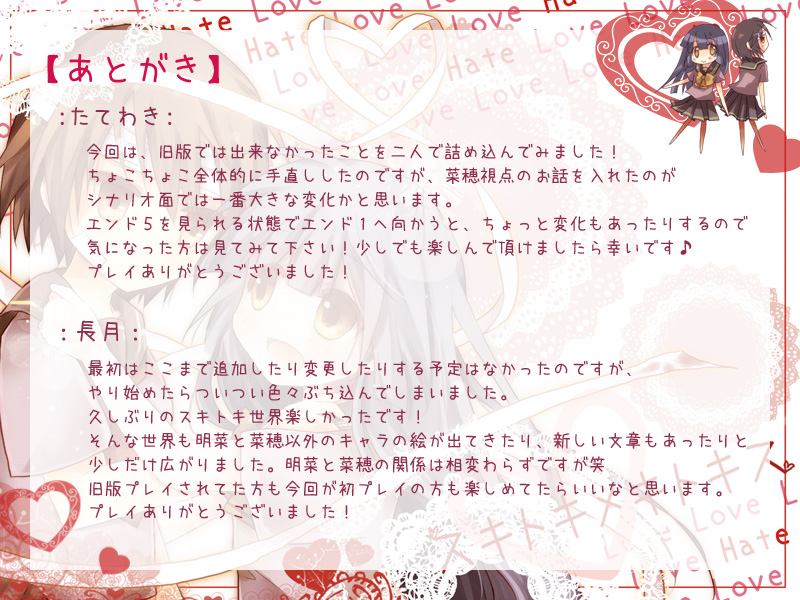 【あとがき】
:たてわき:
今回は、旧版では出来なかったことを二人で詰め込んでみました!
ちょこちょこ全体的に手直ししたのですが、菜穂視点のお話を入れたのが
シナリオ面では一番大きな変化かと思います。
エンド5を見られる状態でエンド1へ向かうと、ちょっと変化もあったりするので
気になった方は見てみて下さい!少しでも楽しんで頂けましたら幸いです♪
プレイありがとうございました!
:長月:
最初はここまで追加したり変更したりする予定はなかったのですが、
やり始めたらついつい色々ぶち込んでしまいました。
久しぶりのスキトキ世界楽しかったです!
そんな世界も明菜と菜穂以外のキャラの絵が出てきたり、新しい文章もあったりと
少しだけ広がりました。明菜と菜穂の関係は相変わらずですが笑
旧版プレイされてた方も今回が初プレイの方も楽しめてたらいいなと思います。
プレイありがとうございました!
Love Hate Love
Hate Love Love Hate Love
Love Love Hate Love Love
Love Hate